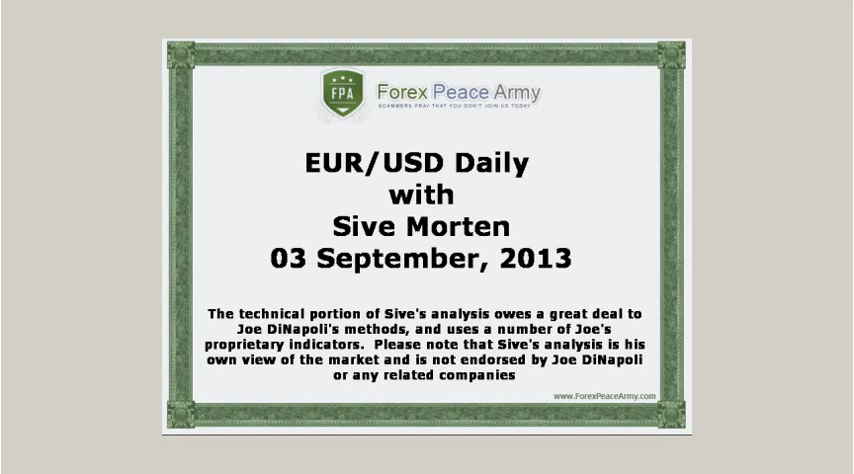 FPA
Forex Peace Army
SCAMMERS PRAY THAT YOU DON'T JOIN US TODAY
EUR/USD Daily
with
Sive Morten
03 September, 2013
The technical portion of Sive's analysis owes a great deal to
Joe DiNapoli's methods, and uses a number of Joe's
proprietary indicators.  Please note that Sive's analysis is his
own view of the market and is not endorsed by Joe DiNapoli
or any related companies
www.ForexPeaceArmy.com